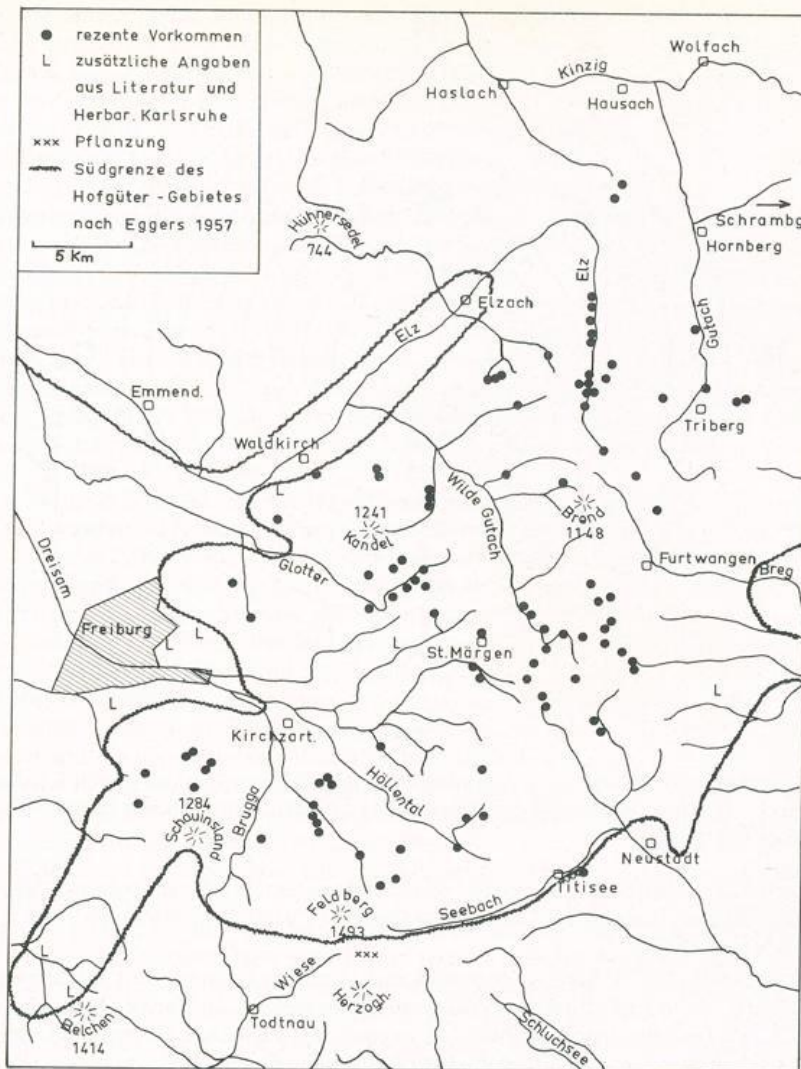 ● rezente Vorkommen
L zusätzliche Angaben
aus Literatur und
Herbar. Karlsruhe
××× Pflanzung
Südgrenze des
Hofgüter-Gebietes
nach Eggers 1957
5 Km
Wolfach
Kinzig
Haslach
Hausach
Schrambg
Hornberg
Hühnersedel
744
Elz
Gutach
Elzach
Elz
Emmend.
Triberg
Waldkirch
L
Wilde Gutach
1241
Kandel
Brend
1148
Dreisam
Glotter
Furtwangen
Breg
Freiburg
L
L
L
St.Märgen
L
L
Kirchzart.
Höllental
1284
Schauinsland
Brugga
Neustadt
Titisee
Feldberg
1493
Seebach
×××
L
L
Wiese
Herzogh.
Belchen
1414
Todtnau
Schluchsee